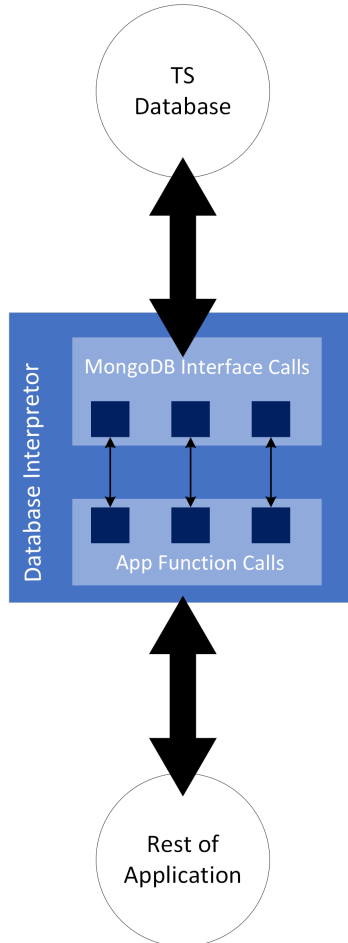 TS
Database
MongoDB Interface Calls
Database Interpretor
App Function Calls
Rest of
Application